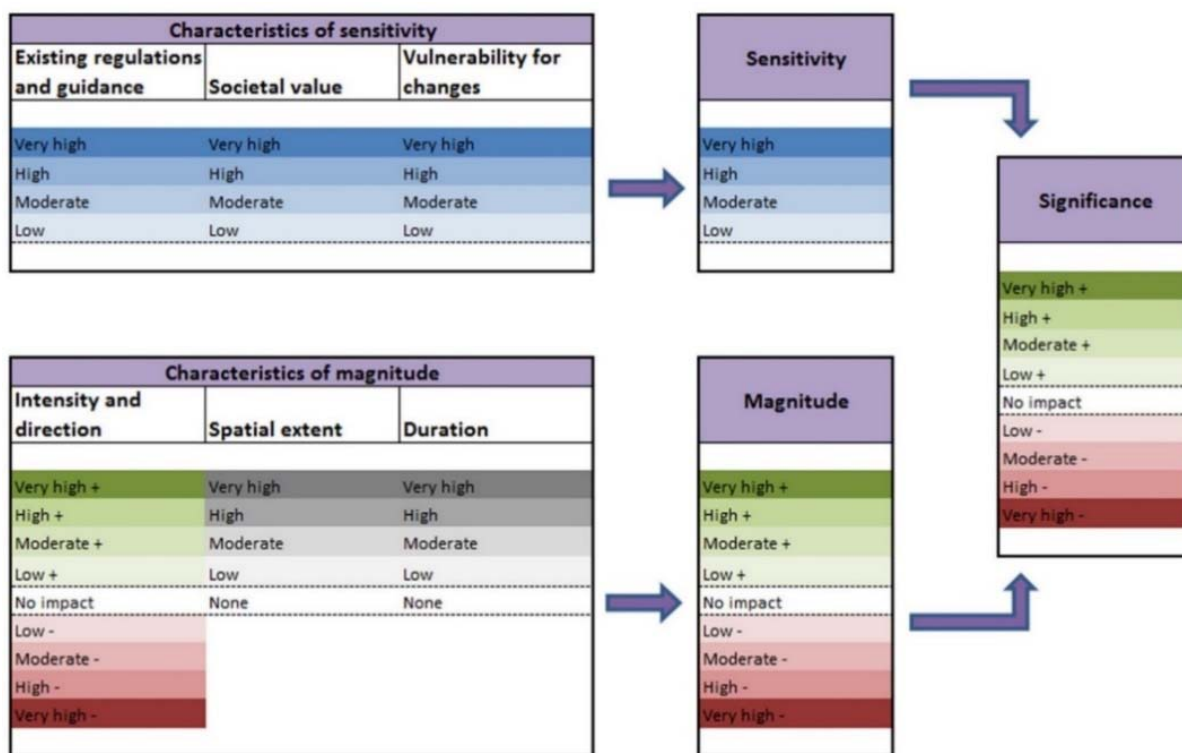 Characteristics of sensitivity
Existing regulations and guidance
Societal value
Vulnerability for changes
Very high Very high Very high
High High High
Moderate Moderate Moderate
Low Low Low
Sensitivity
Very high
High
Moderate
Low
Characteristics of magnitude
Intensity and direction
Spatial extent
Duration
Very high + Very high Very high
High + High High
Moderate + Moderate Moderate
Low + Low Low
No impact None None
Low -
Moderate -
High -
Very high -
Magnitude
Very high +
High +
Moderate +
Low +
No impact
Low -
Moderate -
High -
Very high -
Significance
Very high +
High +
Moderate +
Low +
No impact
Low -
Moderate -
High -
Very high -